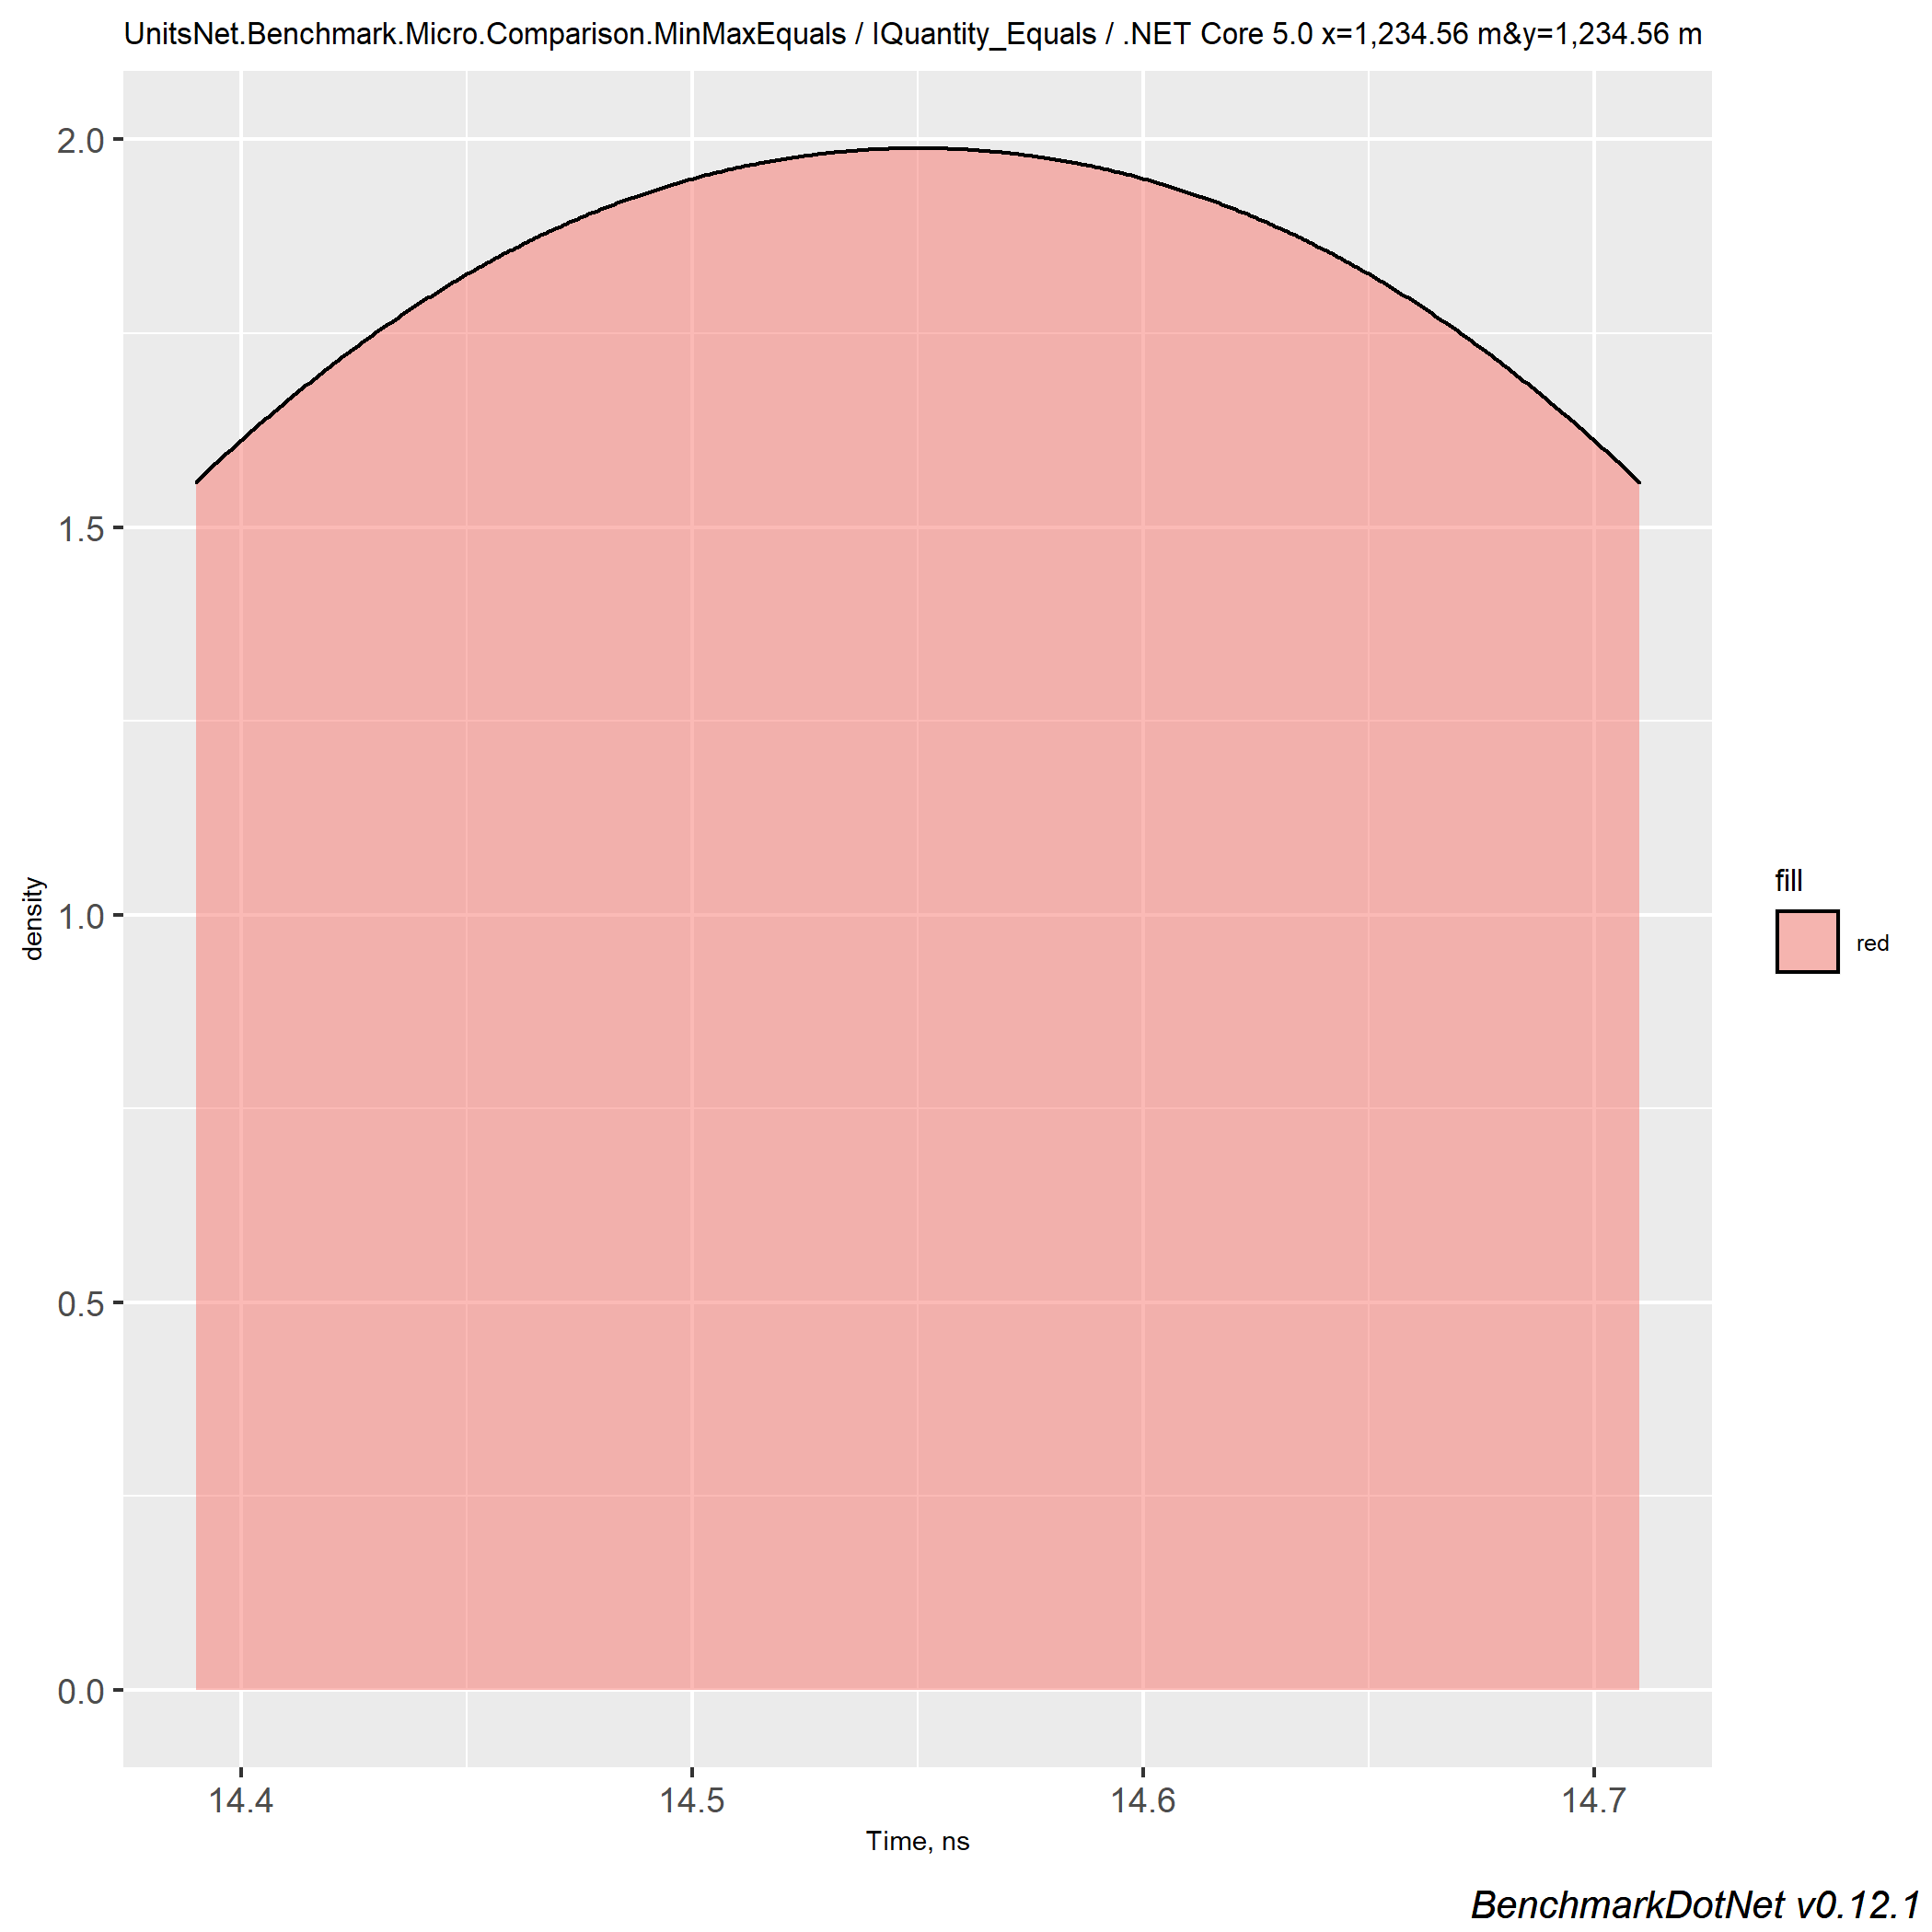 UnitsNet.Benchmark.Micro.Comparison.MinMaxEquals / IQuantity_Equals / .NET Core 5.0 x=1,234.56 m&y=1,234.56 m
2.0
1.5
1.0
0.5
0.0
density
14.4 14.5 14.6 14.7
Time, ns
fill
red
BenchmarkDotNet v0.12.1